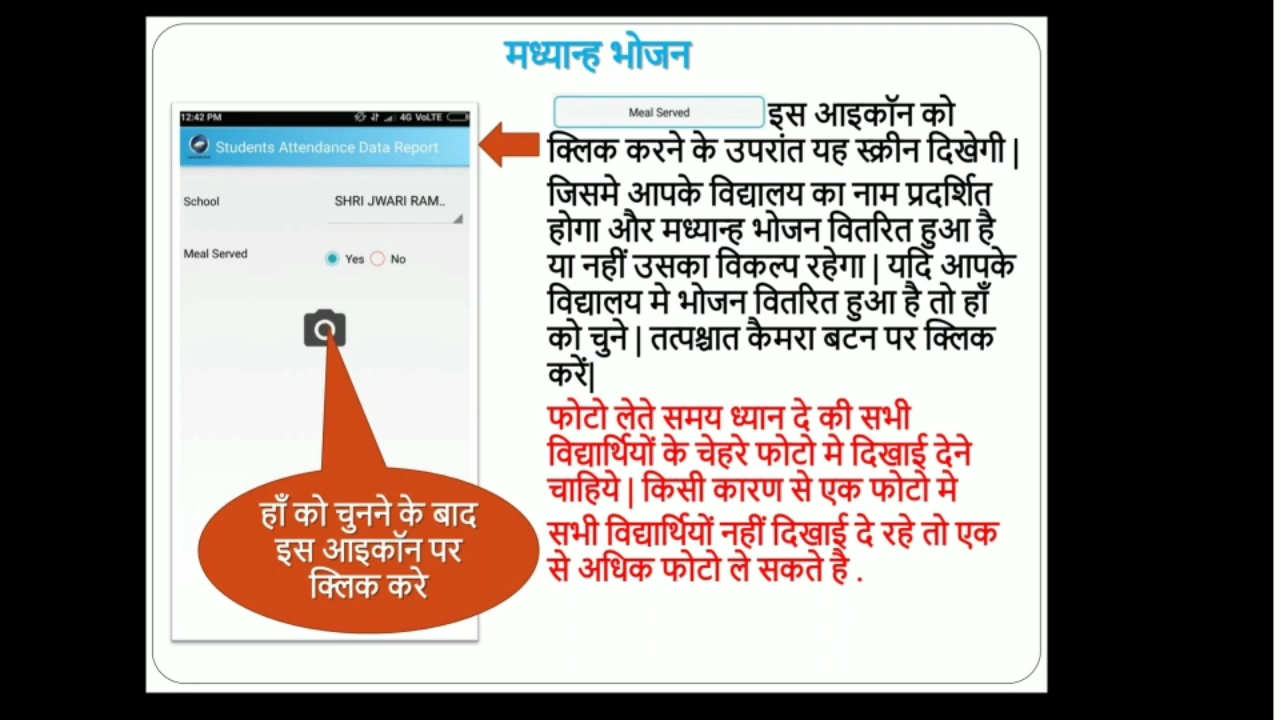 मध्यान्ह भोजन
12:42 PM 4G VoLTE
Students Attendance Data Report
School SHRI JWARI RAM..
Meal Served Yes No
हाँ को चुनने के बाद
इस आइकॉन पर
क्लिक करे
Meal Served इस आइकॉन को
क्लिक करने के उपरांत यह स्क्रीन दिखेगी |
जिसमे आपके विद्यालय का नाम प्रदर्शित
होगा और मध्यान्ह भोजन वितरित हुआ है
या नहीं उसका विकल्प रहेगा | यदि आपके
विद्यालय मे भोजन वितरित हुआ है तो हाँ
को चुने | तत्पश्चात कैमरा बटन पर क्लिक
करें|
फोटो लेते समय ध्यान दे की सभी
विद्यार्थियों के चेहरे फोटो मे दिखाई देने
चाहिये | किसी कारण से एक फोटो मे
सभी विद्यार्थियों नहीं दिखाई दे रहे तो एक
से अधिक फोटो ले सकते है .